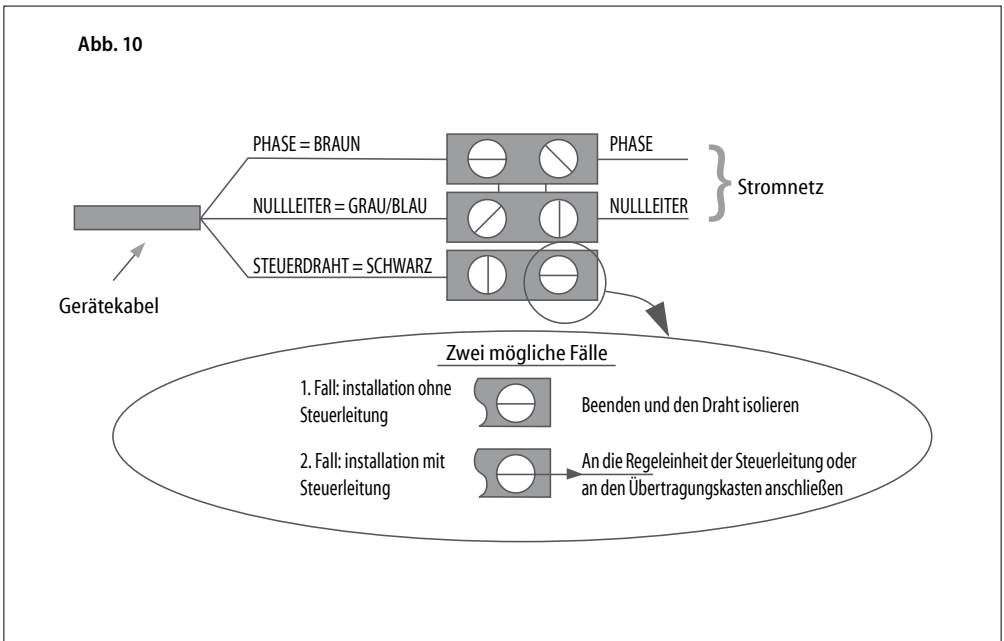 Abb. 10
PHASE = BRAUN
PHASE
NULLLEITER = GRAU/BLAU
NULLLEITER
Stromnetz
STEUERDRAHT = SCHWARZ
Gerätekabel
Zwei mögliche Fälle
1. Fall: installation ohne
Steuerleitung
Beenden und den Draht isolieren
2. Fall: installation mit
Steuerleitung
An die Regeleinheit der Steuerleitung oder
an den Übertragungskasten anschließen